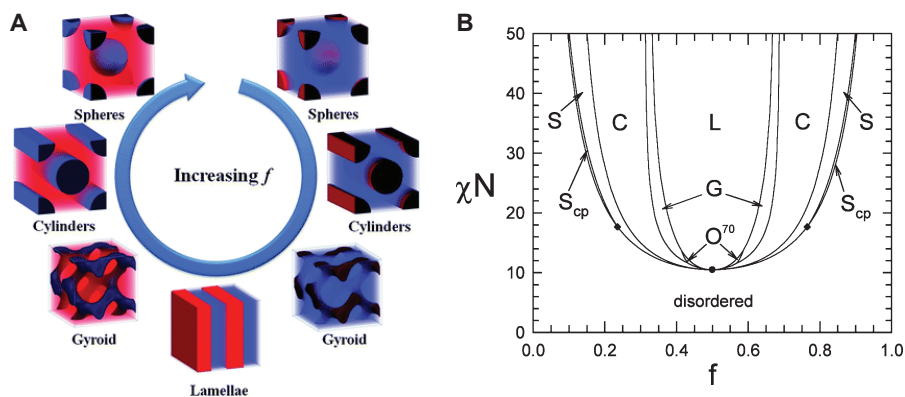 A
Spheres
Spheres
Cylinders
Increasing f
Cylinders
Gyroid
Gyroid
Lamellae
B
χN
50
40
30
20
10
0
S
C
L
C
S
S_cp
G
S_cp
O^70
disordered
0.0
0.2
0.4
0.6
0.8
1.0
f